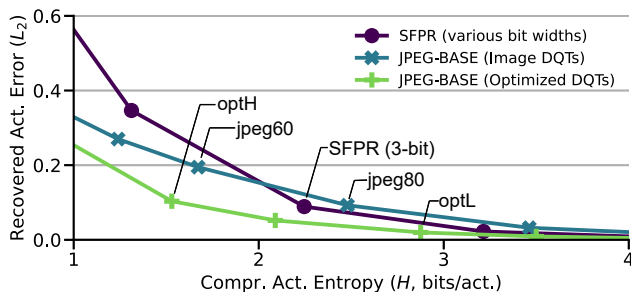 0.6
0.4
0.2
0.0
Recovered Act. Error (L₂)
SFPR (various bit widths)
JPEG-BASE (Image DQTs)
JPEG-BASE (Optimized DQTs)
optH
jpeg60
SFPR (3-bit)
jpeg80
optL
1
2
3
4
Compr. Act. Entropy (H, bits/act.)